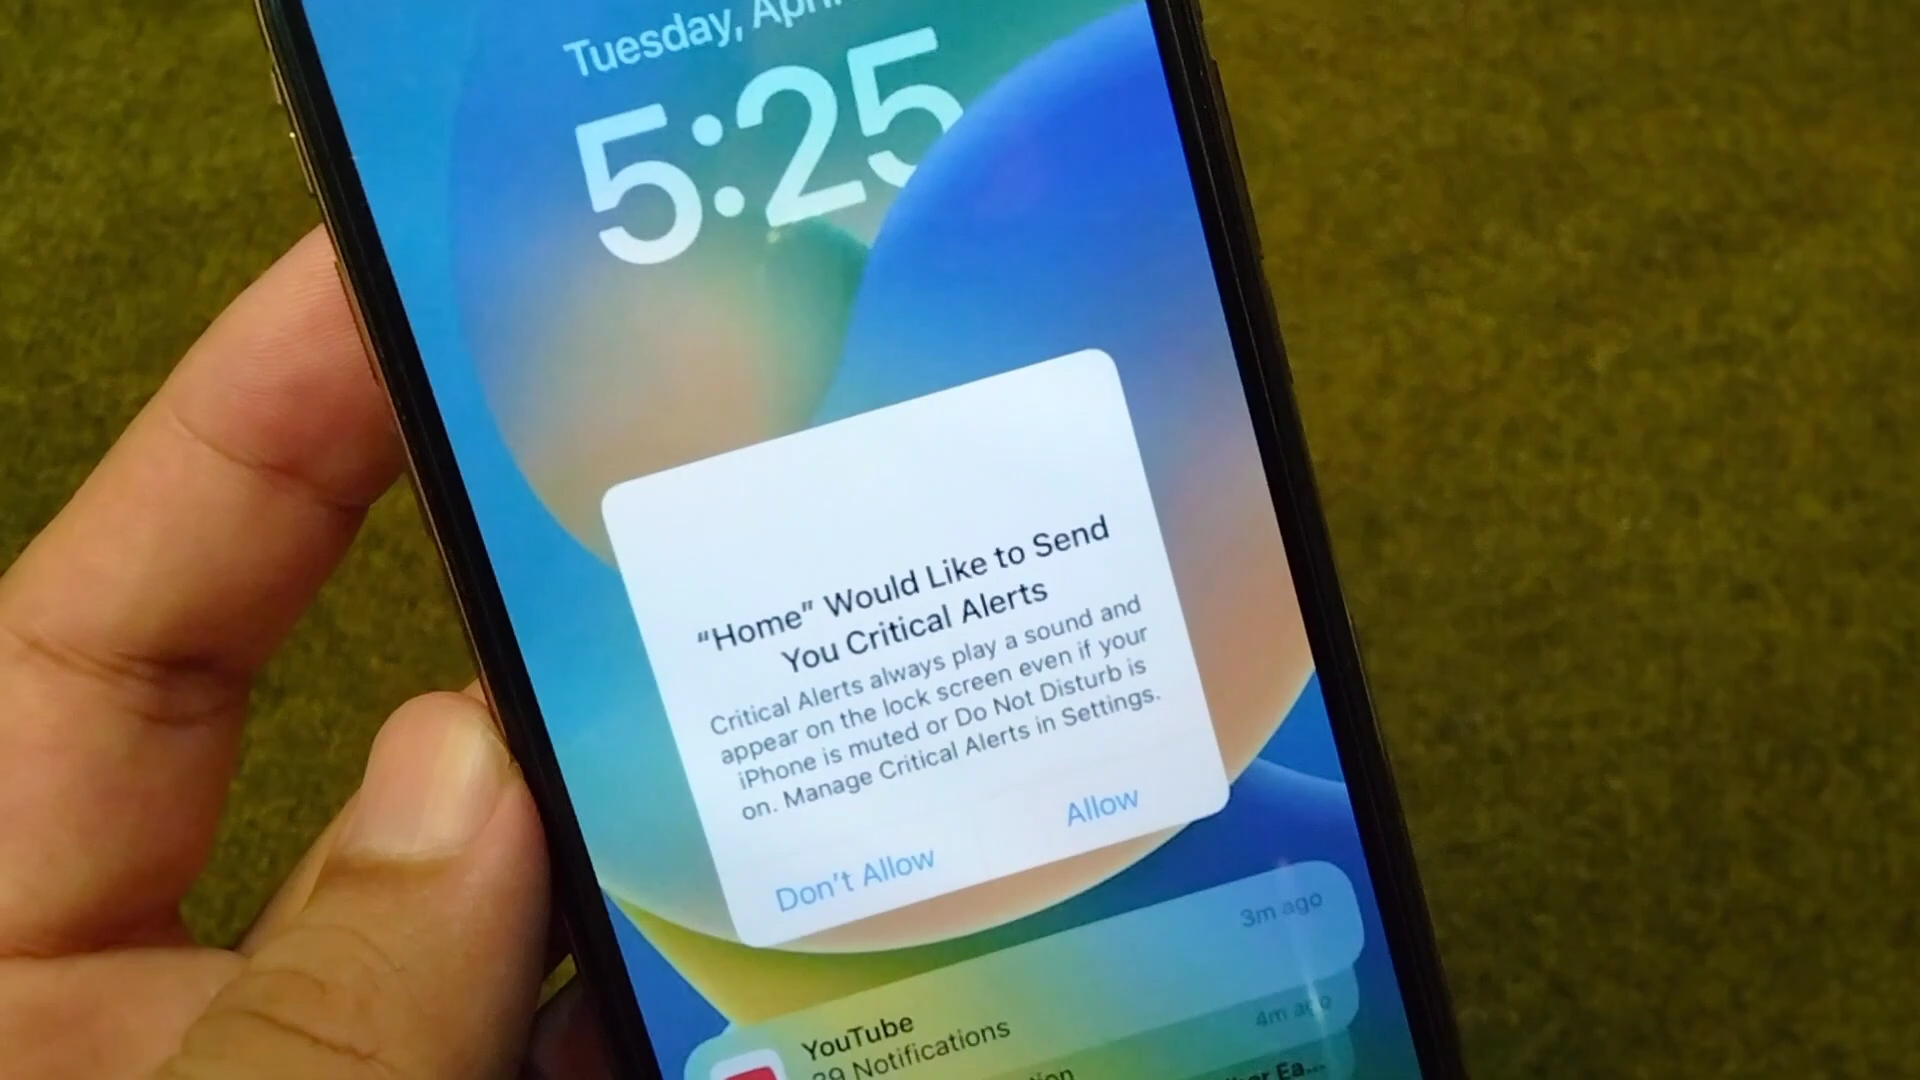 Tuesday,
5:25
“Home” Would Like to Send
You Critical Alerts
Critical Alerts always play a sound and
appear on the lock screen even if your
iPhone is muted or Do Not Disturb is
on. Manage Critical Alerts in Settings.
Don’t Allow
Allow
3m ago
YouTube
4m ago
Notifications